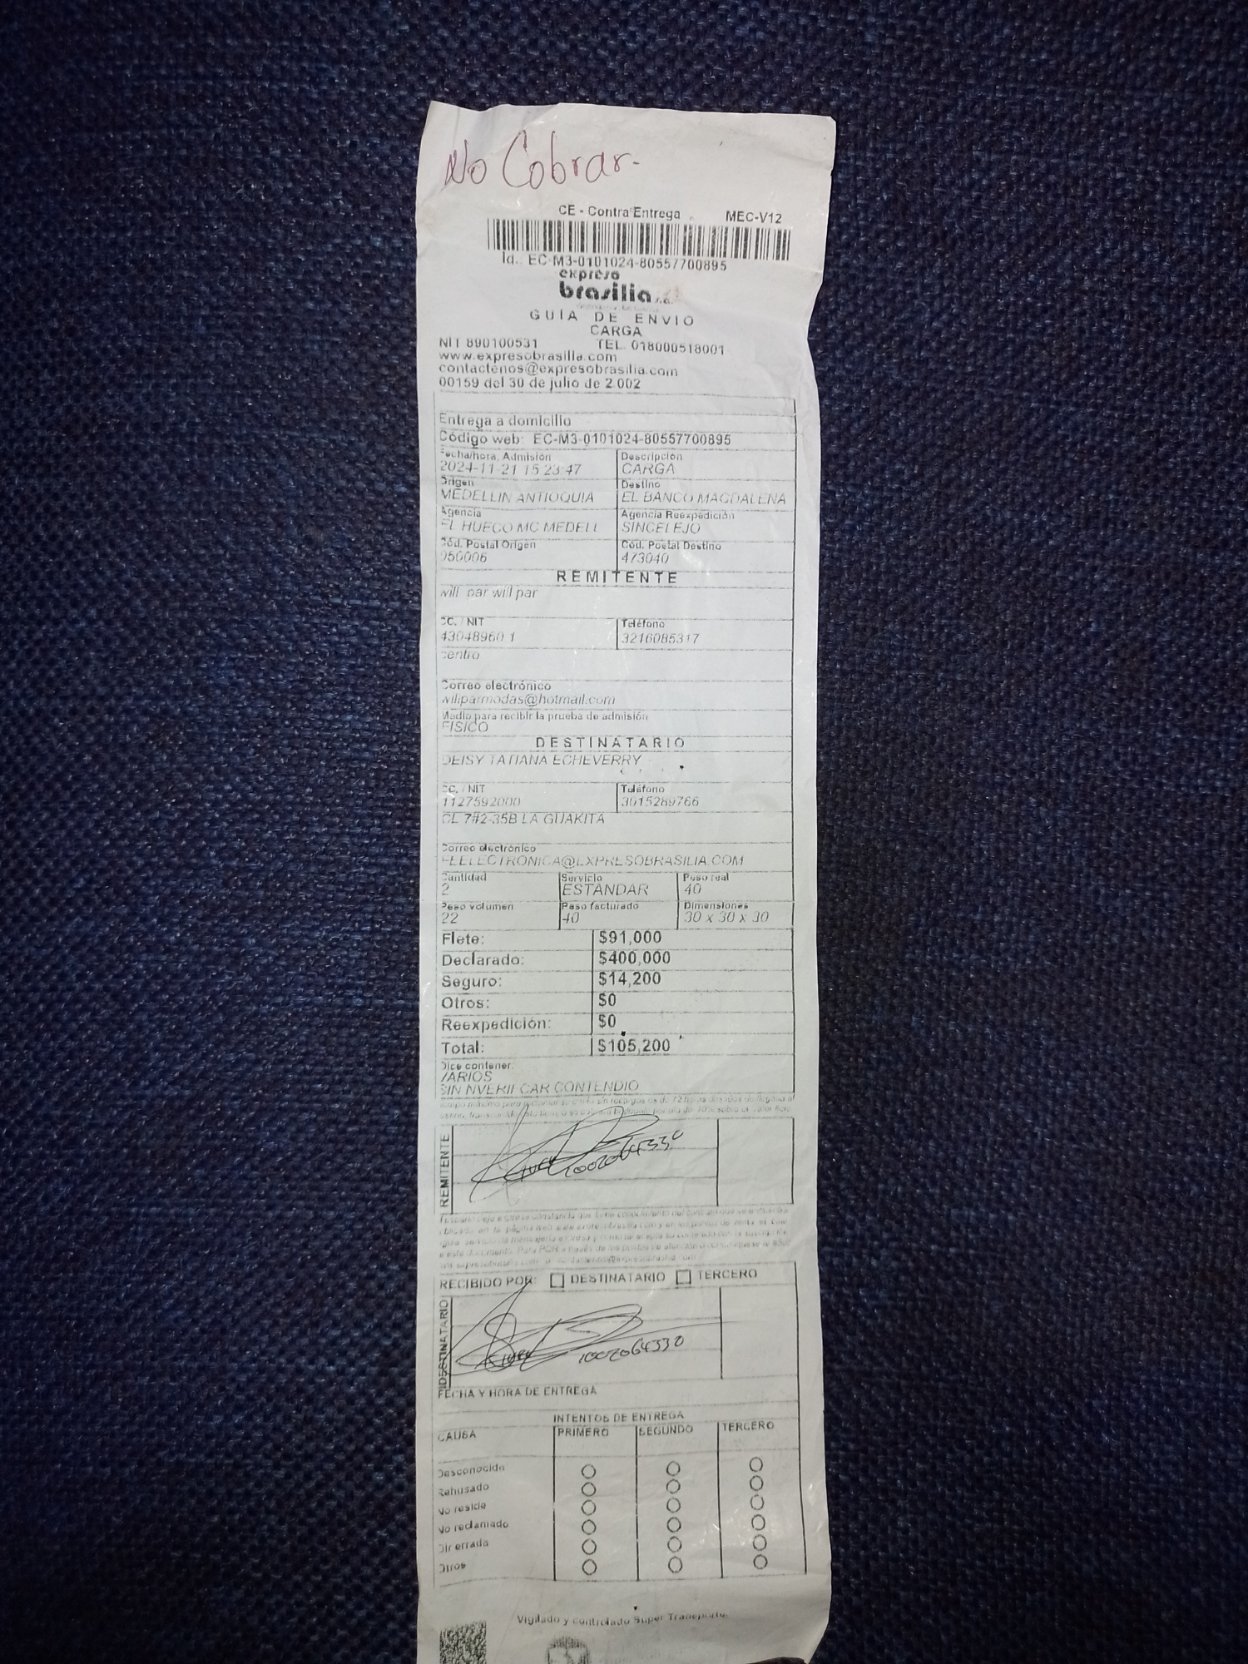 No Cobrar-
CE - Contra Entrega MEC-V12
Id.: EC-M3-0101024-80557700895
expreso
brasilia s.a.
GUIA DE ENVIO
CARGA
NIT 890100531 TEL. 018000518001
www.expresobrasilia.com
contactenos@expresobrasilia.com
00159 del 30 de julio de 2.002
Entrega a domicilio
Código web: EC-M3-0101024-80557700895
Fecha/hora. Admisión Descripción
2024-11-21 15 23 47 CARGA
Origen Destino
MEDELLIN ANTIOQUIA EL BANCO MAGDALENA
Agencia Agencia Reexpedición
EL HUECO MC MEDELL SINCELEJO
Cód. Postal Origen Cód. Postal Destino
050006 473040
REMITENTE
will par will par
CC. / NIT Teléfono
43048960 1 3216085317
centro
Correo electrónico
willparmodas@hotmail.com
Medio para recibir la prueba de admisión
FISICO
DESTINATARIO
DEISY TATIANA ECHEVERRY
CC. / NIT Teléfono
1127592000 3015289766
CL 7#2-35B LA GUAKITA
Correo electrónico
FELECTRONICA@EXPRESOBRASILIA.COM
Cantidad Servicio Peso real
2 ESTANDAR 40
Peso volumen Peso facturado Dimensiones
22 40 30 x 30 x 30
Flete: $91,000
Declarado: $400,000
Seguro: $14,200
Otros: $0
Reexpedición: $0
Total: $105,200
Dice contener:
VARIOS
SIN NVERIFICAR CONTENDIO
REMITENTE
1002064330
RECIBIDO POR: DESTINATARIO TERCERO
DESTINATARIO
1002064330
FECHA Y HORA DE ENTREGA
INTENTOS DE ENTREGA
CAUSA PRIMERO SEGUNDO TERCERO
Desconocido
Rehusado
No reside
No reclamado
Dir errada
Otros
Vigilado y controlado Super Transporte.